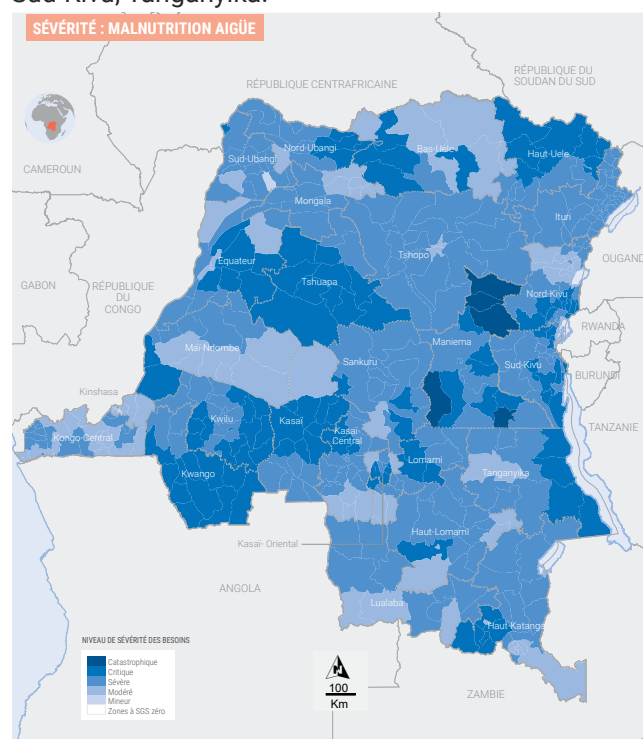 Sud-Kivu, Tanganyika.
SÉVÉRITÉ : MALNUTRITION AIGÜE
RÉPUBLIQUE CENTRAFRICAINE
RÉPUBLIQUE DU
SOUDAN DU SUD
CAMEROUN
Nord-Ubangi
Bas-Uele
Haut-Uele
Sud-Ubangi
Mongala
Ituri
Tshopo
OUGANDA
GABON
RÉPUBLIQUE
DU
CONGO
Equateur
Tshuapa
Nord-Kivu
RWANDA
Maï-Ndombe
Maniema
Sankuru
Sud-Kivu
BURUNDI
Kinshasa
TANZANIE
Kongo-Central
Kwilu
Kasaï
Kasaï-
Central
Kwango
Lomami
Tanganyika
Haut-Lomami
Kasaï- Oriental
ANGOLA
Lualaba
Haut-Katanga
NIVEAU DE SÉVÉRITÉ DES BESOINS
Catastrophique
Critique
Sévère
Modéré
Mineur
Zones à SGS zéro
N
100
Km
ZAMBIE